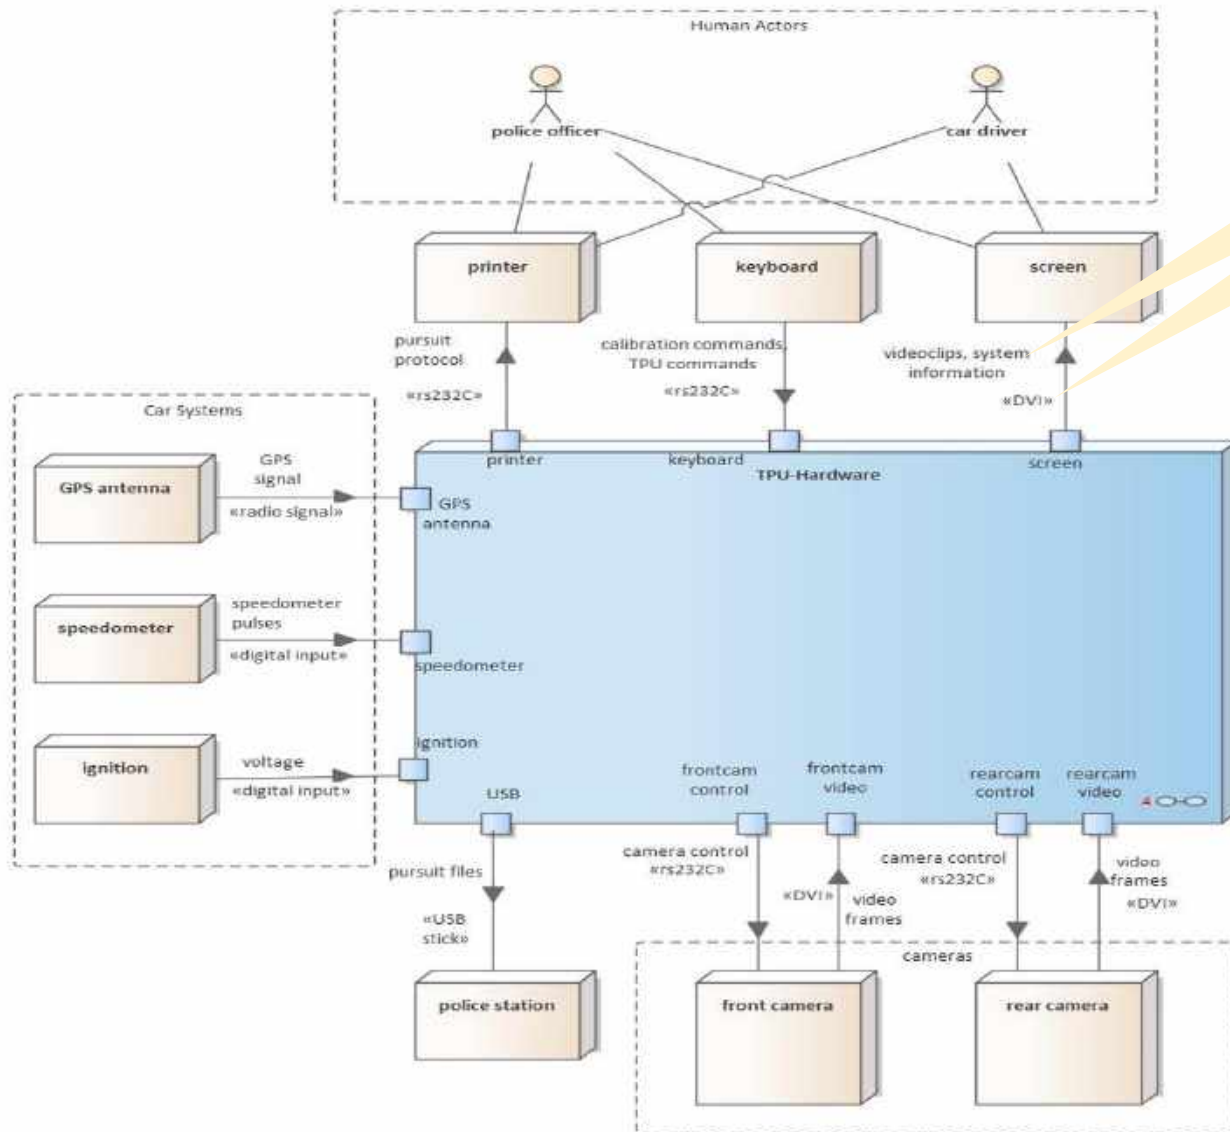 Human Actors
police officer
car driver
printer
keyboard
screen
pursuit
protocol
«rs232C»
calibration commands,
TPU commands
«rs232C»
videoclips, system
information
«DVI»
Car Systems
printer
keyboard
screen
TPU-Hardware
GPS antenna
GPS
signal
«radio signal»
GPS
antenna
speedometer
speedometer
pulses
«digital input»
speedometer
ignition
voltage
«digital input»
ignition
USB
frontcam
control
frontcam
video
rearcam
control
rearcam
video
4
pursuit files
«USB
stick»
camera control
«rs232C»
«DVI»
video
frames
camera control
«rs232C»
video
frames
«DVI»
cameras
police station
front camera
rear camera